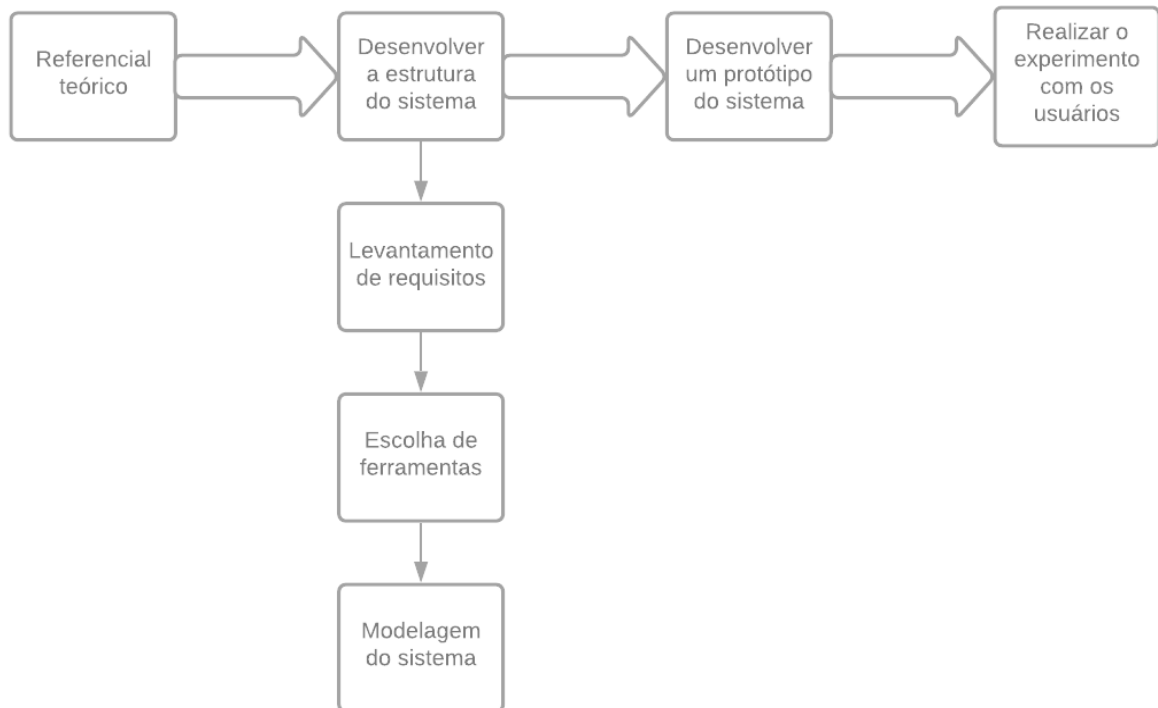 Referencial
teórico
Desenvolver
a estrutura
do sistema
Desenvolver
um protótipo
do sistema
Realizar o
experimento
com os
usuários
Levantamento
de requisitos
Escolha de
ferramentas
Modelagem
do sistema